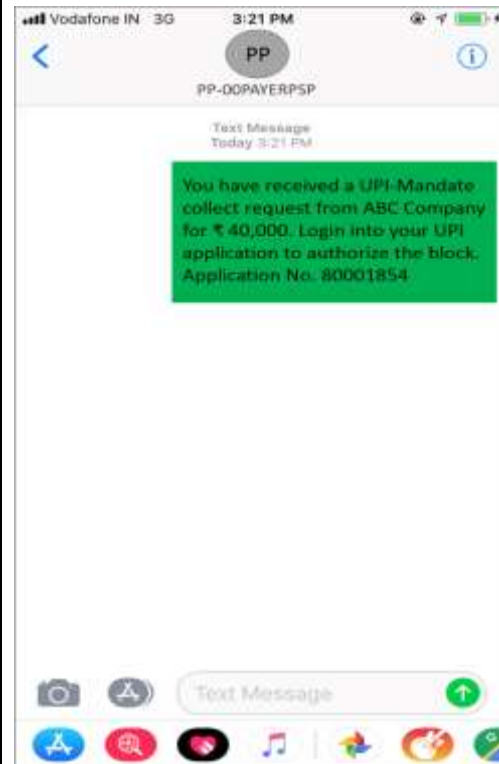 Vodafone IN 3G 3:21 PM
PP
PP-00PAYERPSP
Text Message
Today 3:21 PM
You have received a UPI-Mandate
collect request from ABC Company
for ₹ 40,000. Login into your UPI
application to authorize the block.
Application No. 80001854
Text Message